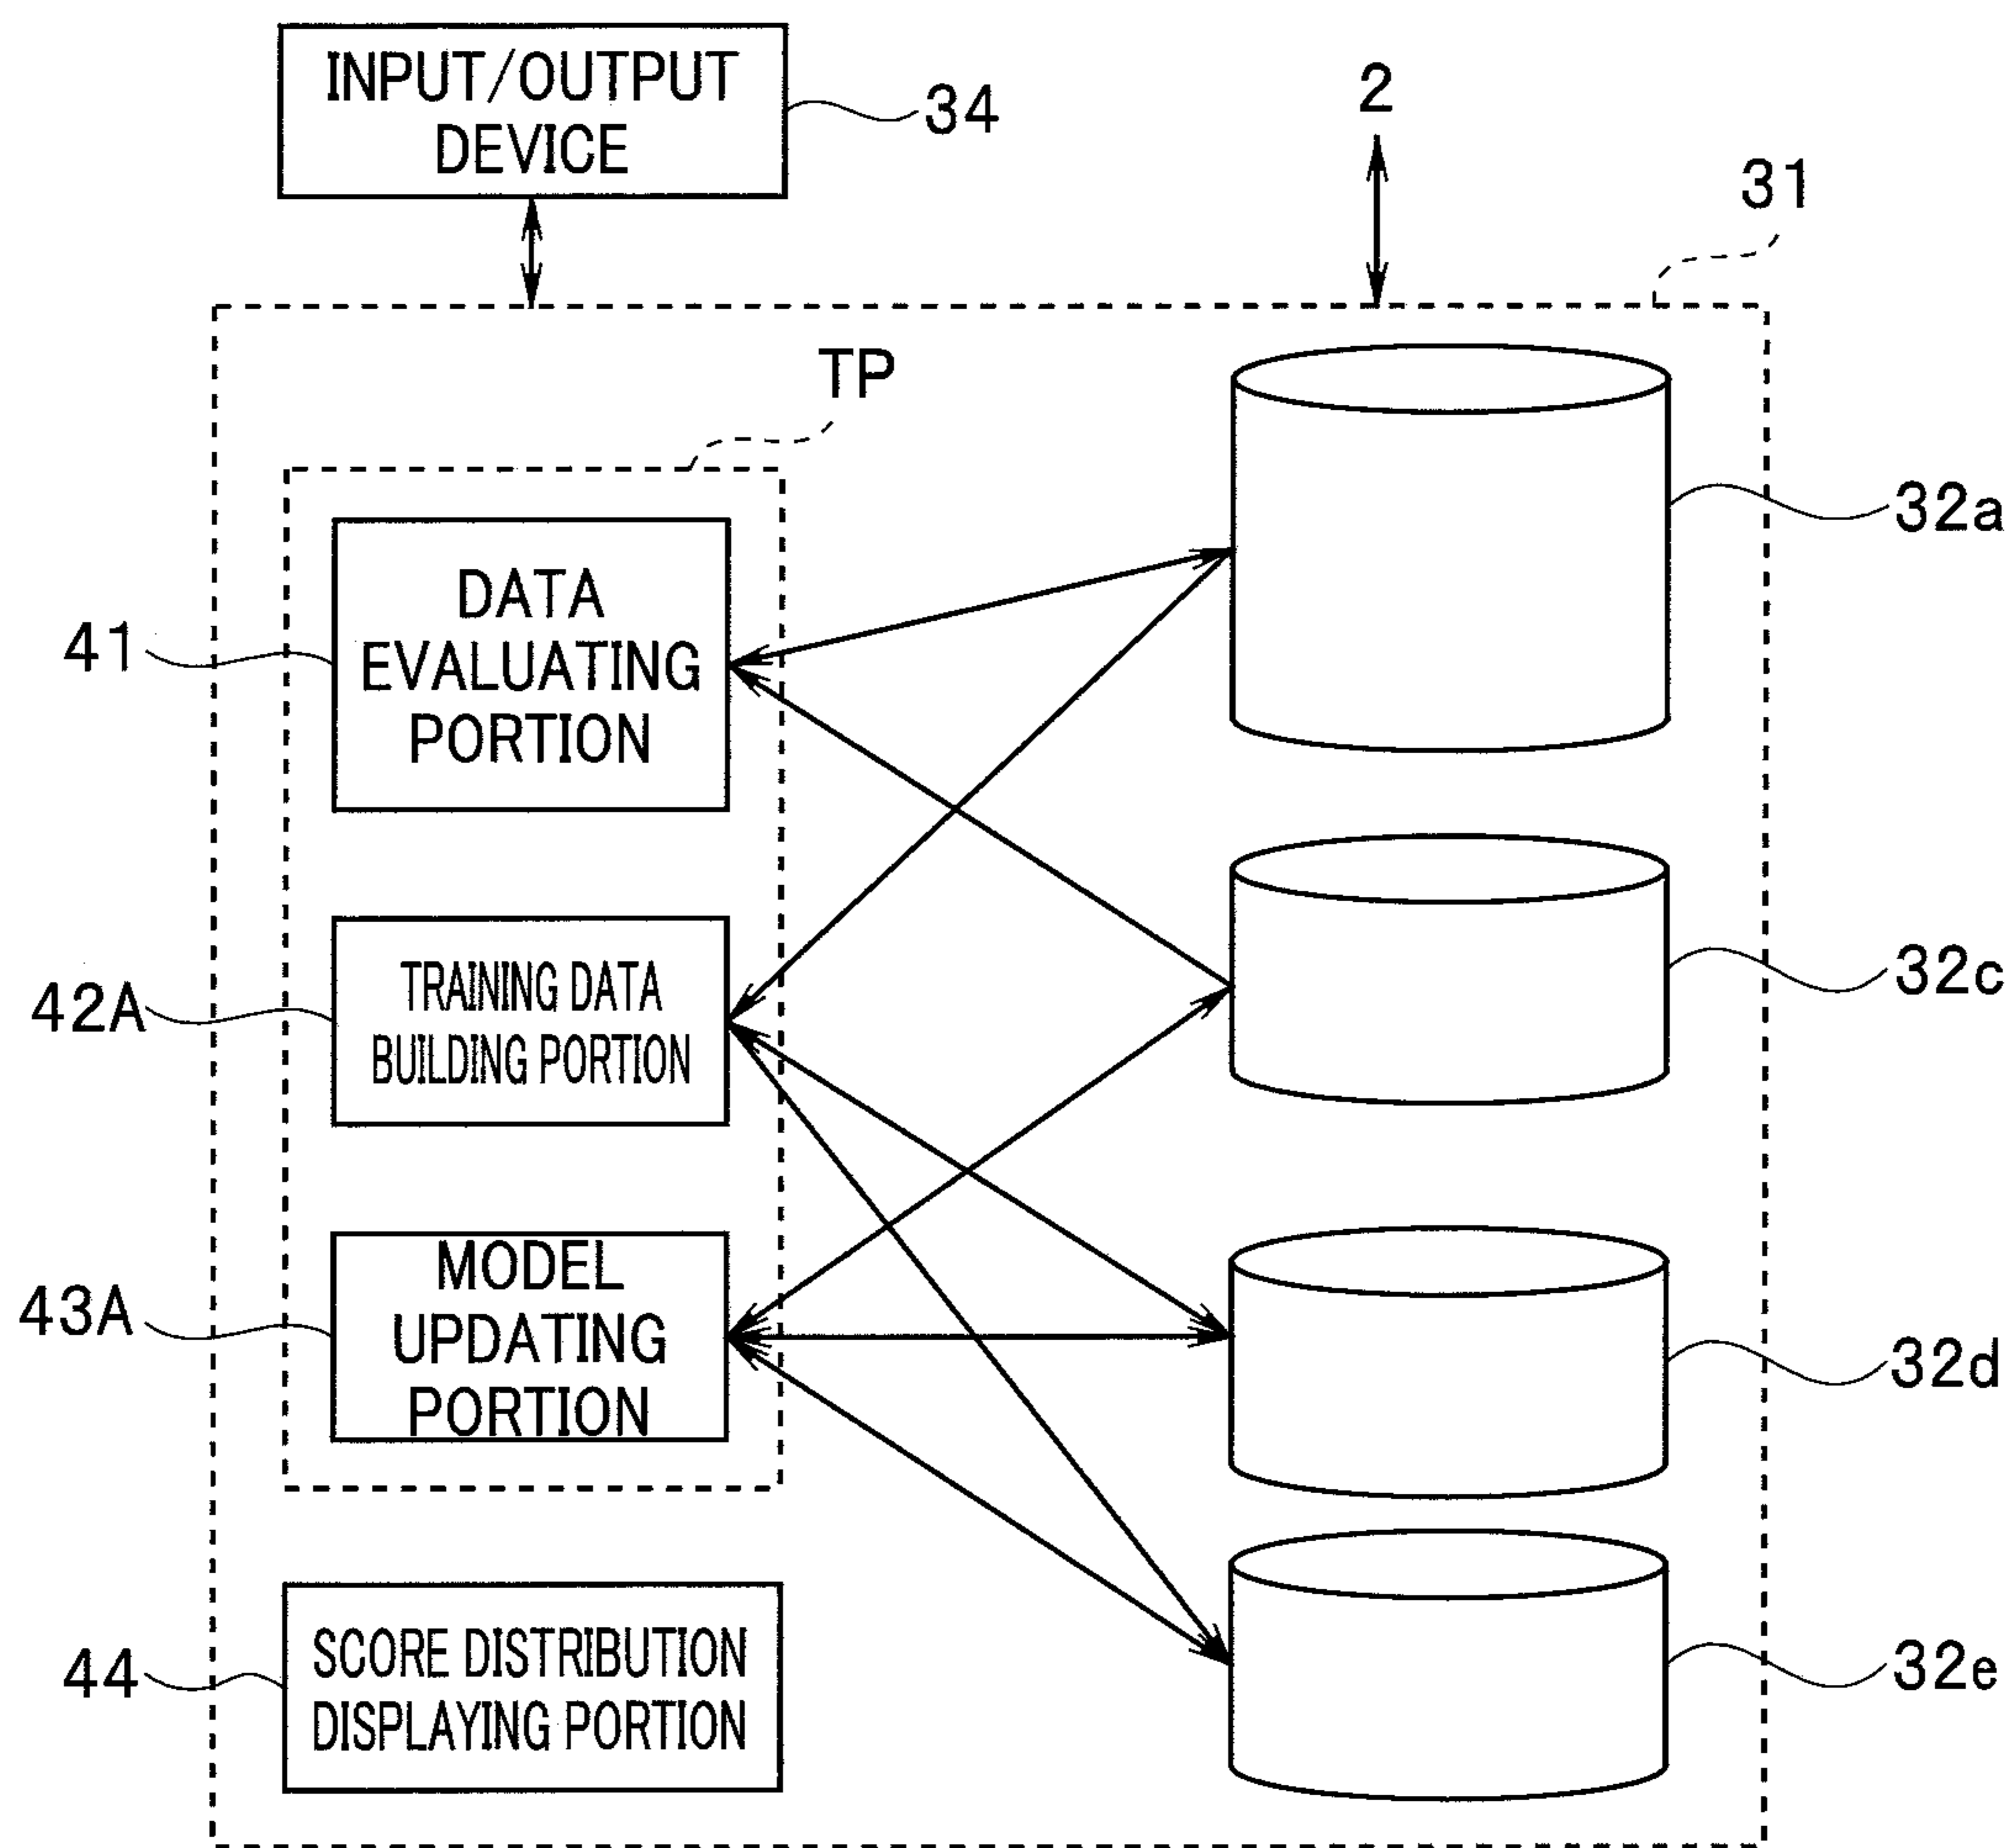 INPUT/OUTPUT
DEVICE
34
2
31
TP
DATA
EVALUATING
PORTION
41
32a
TRAINING DATA
BUILDING PORTION
42A
32c
MODEL
UPDATING
PORTION
43A
32d
SCORE DISTRIBUTION
DISPLAYING PORTION
44
32e